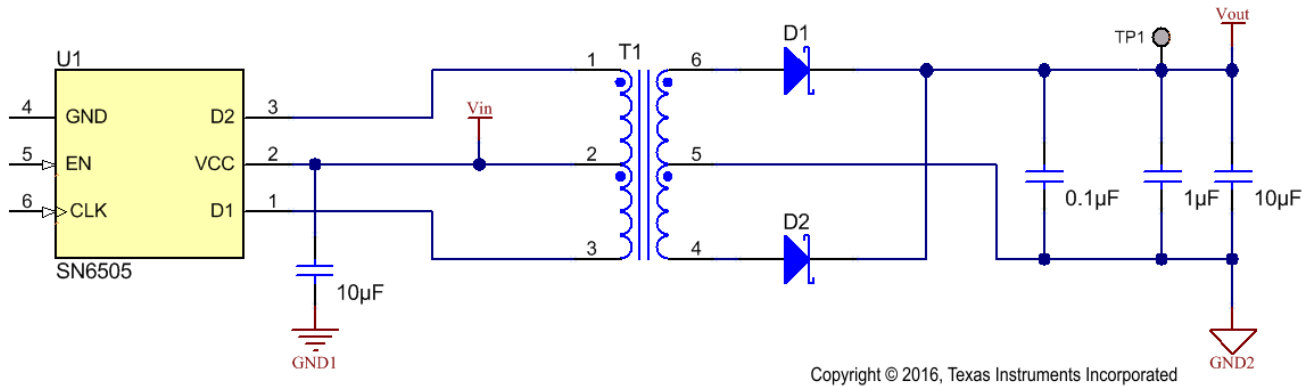 U1
4 GND
5 EN
6 CLK
D2 3
VCC 2
D1 1
SN6505
10µF
GND1
Vin
T1
1
2
3
6
5
4
D1
D2
TP1
Vout
0.1µF
1µF
10µF
GND2
Copyright © 2016, Texas Instruments Incorporated